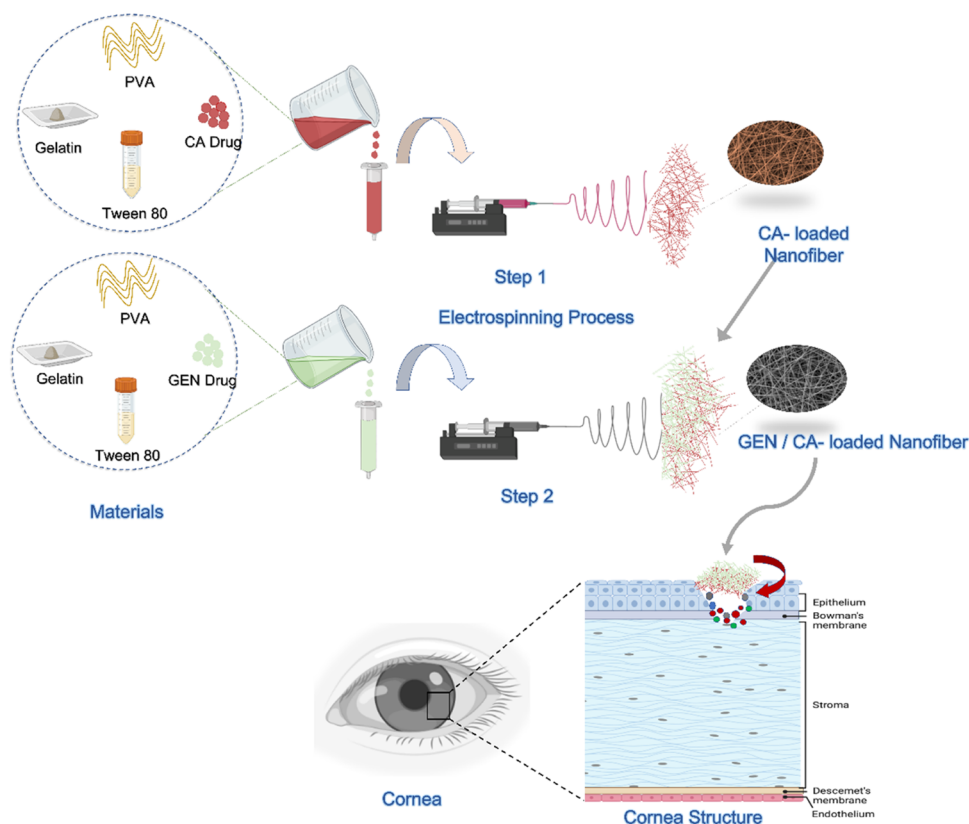 PVA
Gelatin
CA Drug
Tween 80
CA- loaded
Nanofiber
Step 1
Electrospinning Process
PVA
Gelatin
GEN Drug
Tween 80
GEN / CA- loaded Nanofiber
Step 2
Materials
Epithelium
Bowman's
membrane
Stroma
Descemet's
membrane
Endothelium
Cornea
Cornea Structure